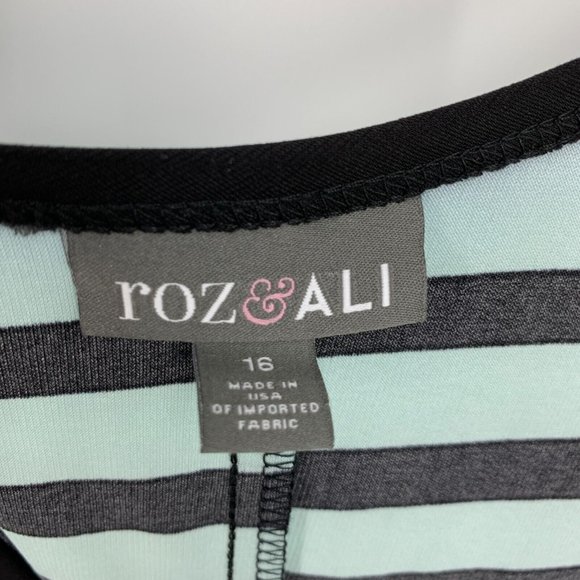 roz&ALI
16
MADE IN
USA
OF IMPORTED
FABRIC